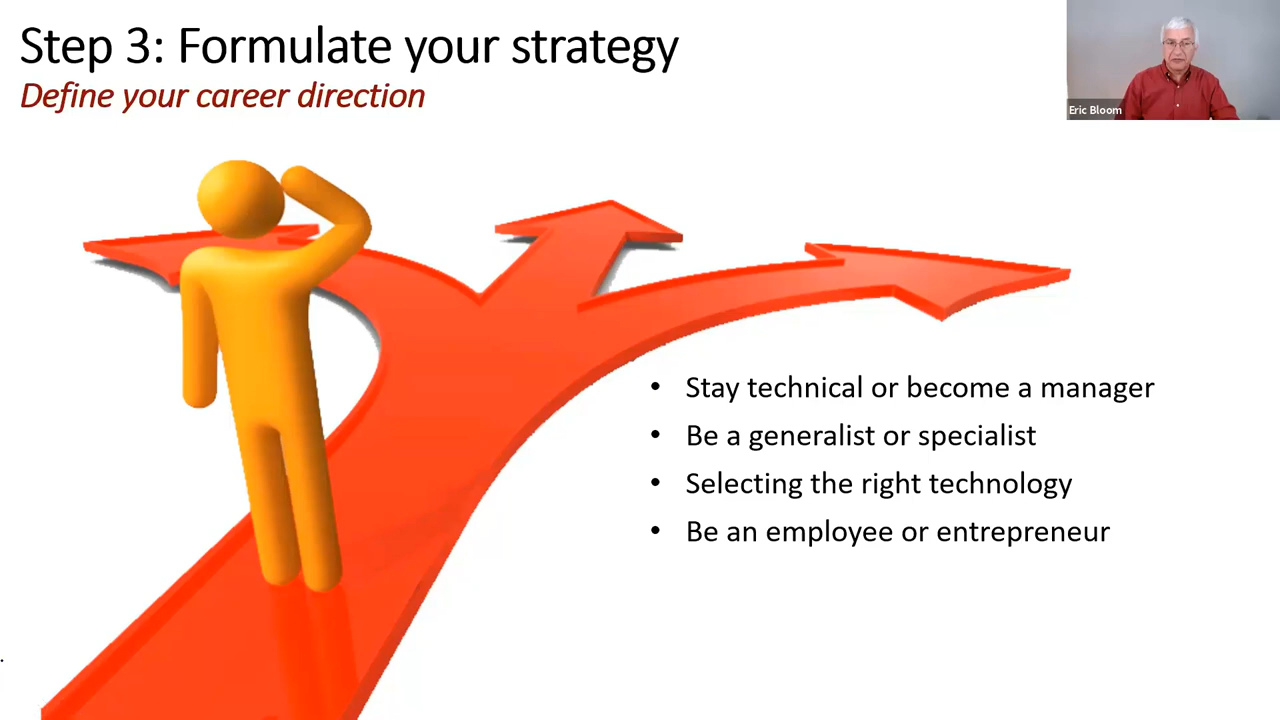 Step 3: Formulate your strategy
Define your career direction
Eric Bloom
• Stay technical or become a manager
• Be a generalist or specialist
• Selecting the right technology
• Be an employee or entrepreneur
.